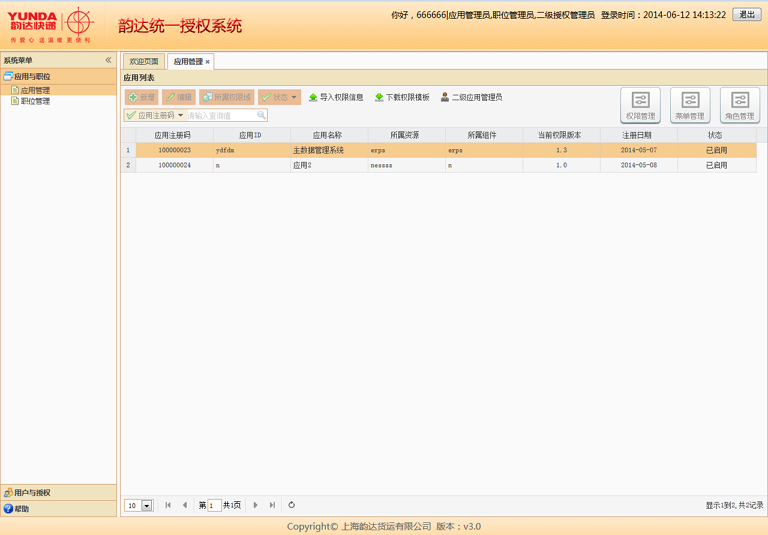 YUNDA
韵达快递
传爱心 送温暖 更便利
韵达统一授权系统
你好，666666|应用管理员,职位管理员,二级授权管理员 登录时间：2014-06-12 14:13:22 退出
系统菜单
应用与职位
应用管理
职位管理
用户与授权
帮助
欢迎页面 应用管理
应用列表
新增 编辑 所属权限域 状态 导入权限信息 下载权限模板 二级应用管理员
权限管理 菜单管理 角色管理
应用注册码 请输入查询值
应用注册码 应用ID 应用名称 所属资源 所属组件 当前权限版本 注册日期 状态
1 100000023 ydfdm 主数据管理系统 erps erps 1.3 2014-05-07 已启用
2 100000024 n 应用2 nessss n 1.0 2014-05-08 已启用
10 第 1 共1页 显示1到2, 共2记录
Copyright© 上海韵达货运有限公司 版本：v3.0